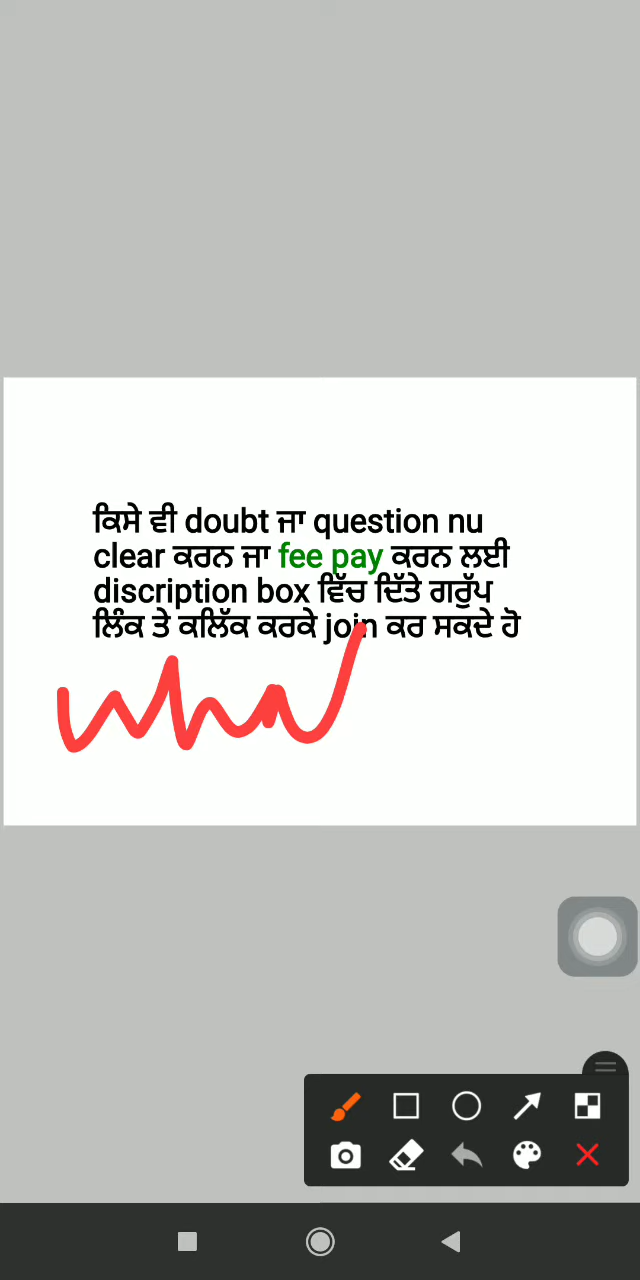 ਕਿਸੇ ਵੀ doubt ਜਾ question nu
clear ਕਰਨ ਜਾ fee pay ਕਰਨ ਲਈ
discription box ਵਿੱਚ ਦਿੱਤੇ ਗਰੁੱਪ
ਲਿੰਕ ਤੇ ਕਲਿੱਕ ਕਰਕੇ join ਕਰ ਸਕਦੇ ਹੋ